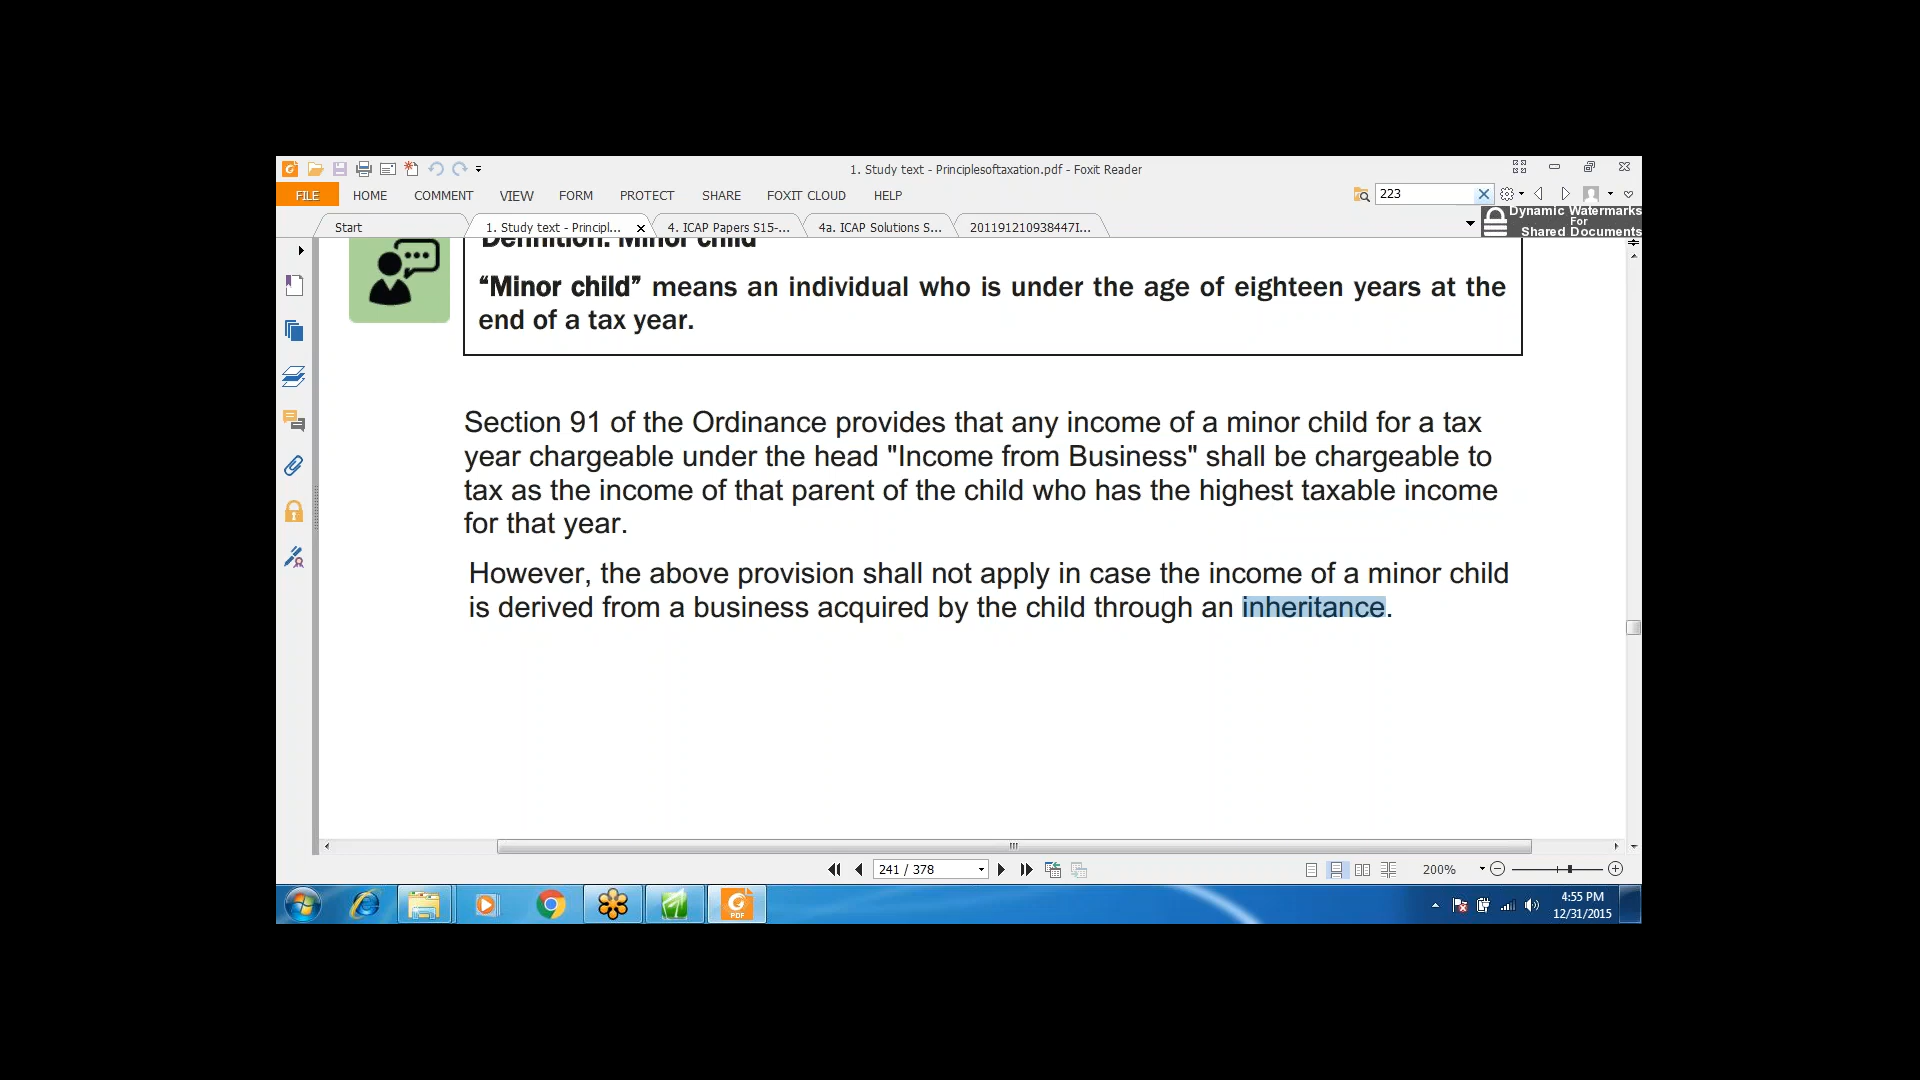 1. Study text - Principlesoftaxation.pdf - Foxit Reader
FILE HOME COMMENT VIEW FORM PROTECT SHARE FOXIT CLOUD HELP 223
Start 1. Study text - Principl... 4. ICAP Papers S15-... 4a. ICAP Solutions S... 201191210938447I...
Dynamic Watermarks
For
Shared Documents
Definition: Minor child
“Minor child” means an individual who is under the age of eighteen years at the
end of a tax year.
Section 91 of the Ordinance provides that any income of a minor child for a tax
year chargeable under the head "Income from Business" shall be chargeable to
tax as the income of that parent of the child who has the highest taxable income
for that year.
However, the above provision shall not apply in case the income of a minor child
is derived from a business acquired by the child through an inheritance.
241 / 378 200%
PDF
4:55 PM
12/31/2015